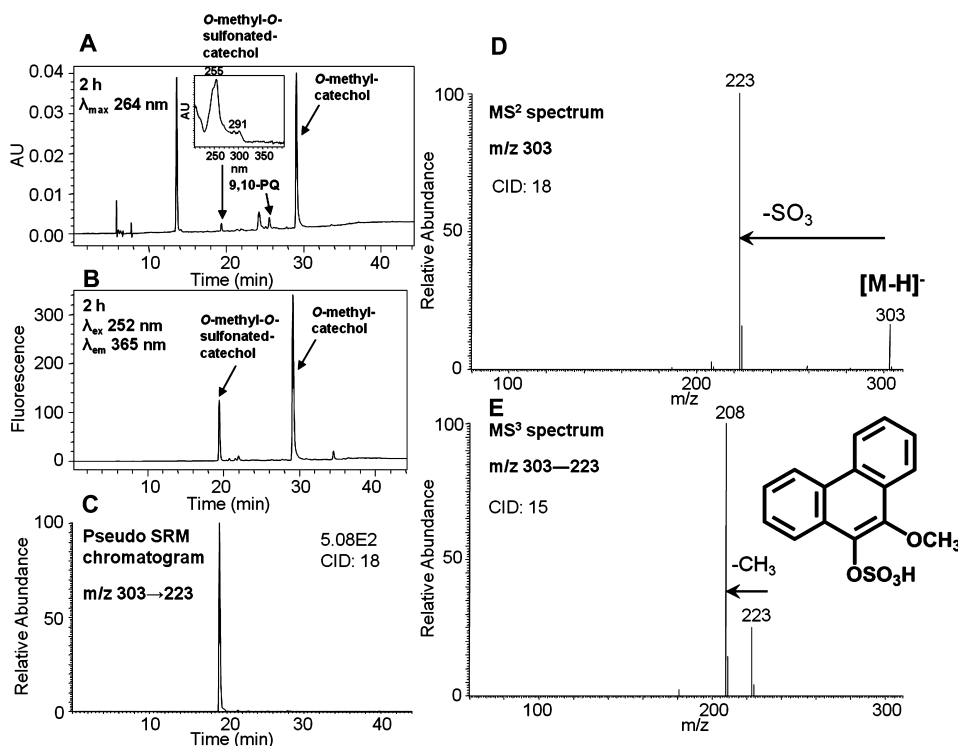 A
O-methyl-O-
sulfonated-
catechol
2 h
λmax 264 nm
255
291
AU
250 300 350
nm
9,10-PQ
O-methyl-
catechol
AU
0.04
0.03
0.02
0.01
0.00
10 20 30 40
Time (min)
B
2 h
λex 252 nm
λem 365 nm
O-methyl-O-
sulfonated-
catechol
O-methyl-
catechol
Fluorescence
300
200
100
0
10 20 30 40
Time (min)
C
Pseudo SRM
chromatogram
m/z 303→223
5.08E2
CID: 18
Relative Abundance
100
50
0
10 20 30 40
Time (min)
D
MS2 spectrum
m/z 303
CID: 18
223
-SO3
[M-H]-
303
Relative Abundance
100
50
0
100 200 300
m/z
E
MS3 spectrum
m/z 303—223
CID: 15
208
-CH3
223
OCH3
OSO3H
Relative Abundance
100
50
0
100 200 300
m/z